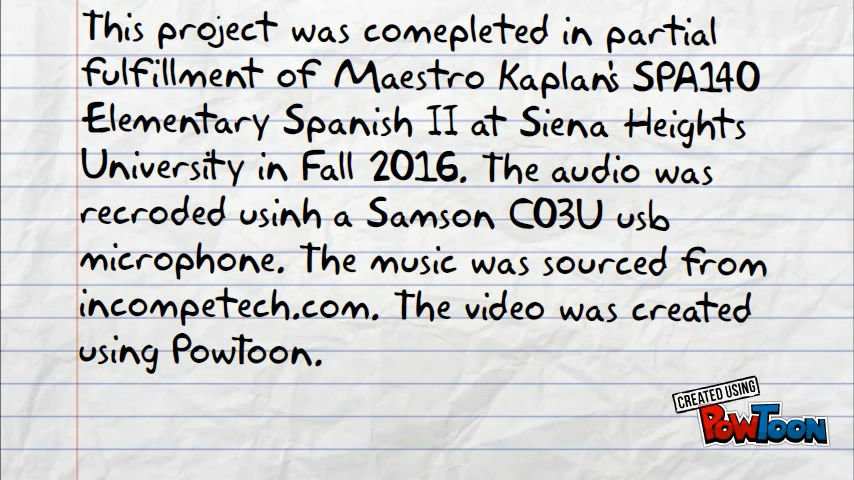 This project was comepleted in partial
fulfillment of Maestro Kaplan's SPA140
Elementary Spanish II at Siena Heights
University in Fall 2016. The audio was
recroded usinh a Samson CO3U usb
microphone. The music was sourced from
incompetech.com. The video was created
using PowToon.
CREATED USING
POWTOON